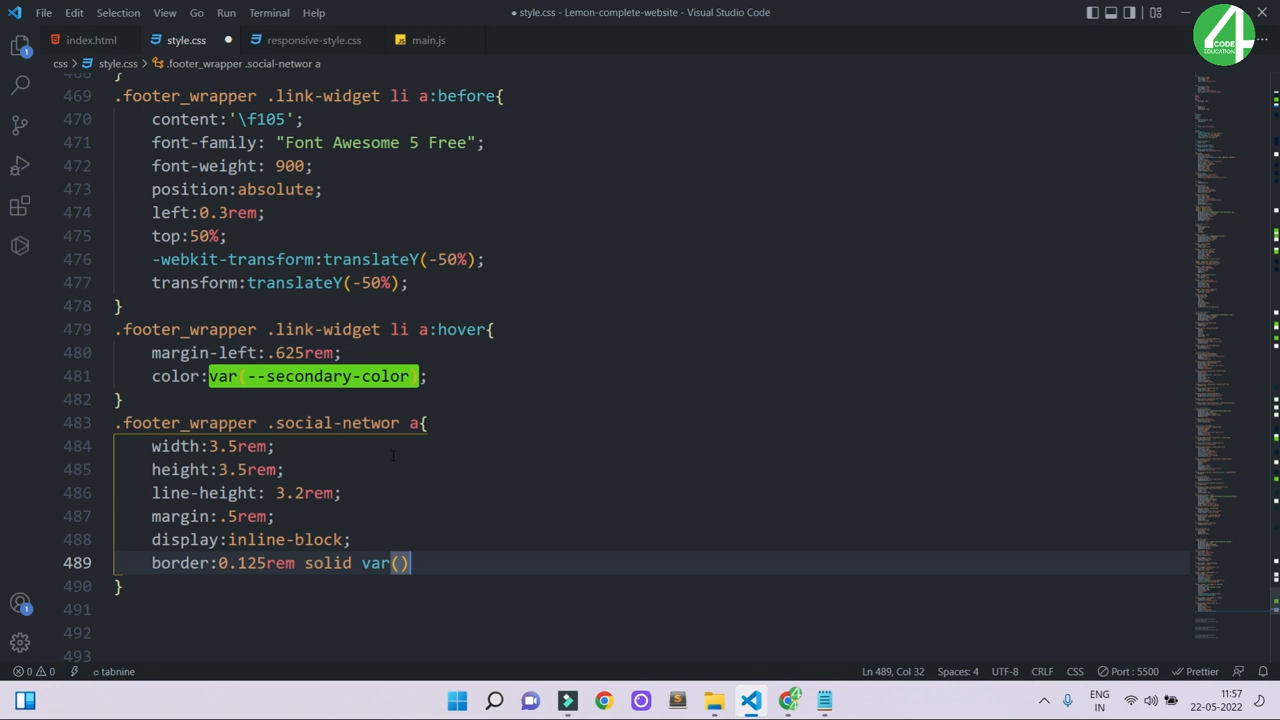 File Edit Selection View Go Run Terminal Help
● style.css - Lemon-complete-website - Visual Studio Code
4
CODE
EDUCATION
index.html
style.css
responsive-style.css
main.js
css > style.css > .footer_wrapper .social-networ a
468 }
469 .footer_wrapper .link-widget li a:before{
470 content:'\f105';
471 font-family: "Font Awesome 5 Free";
472 font-weight: 900;
473 position:absolute;
474 left:0.3rem;
475 top:50%;
476 -webkit-transform:translateY(-50%);
477 transform:translateY(-50%);
478 }
479 .footer_wrapper .link-widget li a:hover{
480 margin-left:.625rem;
481 color:var(--secondary-color);
482 }
483 .footer_wrapper .social-networ a{
484 width:3.5rem;
485 height:3.5rem;
486 line-height: 3.2rem;
487 margin:.5rem;
488 display:inline-block;
489 border:0.125rem solid var()
490 }
491
492
493
1
1
0 0 tabnine
Ln 489, Col 32 Spaces: 4 UTF-8 CRLF CSS Port : 5500 Prettier
ENG
IN
11:57
22-05-2022